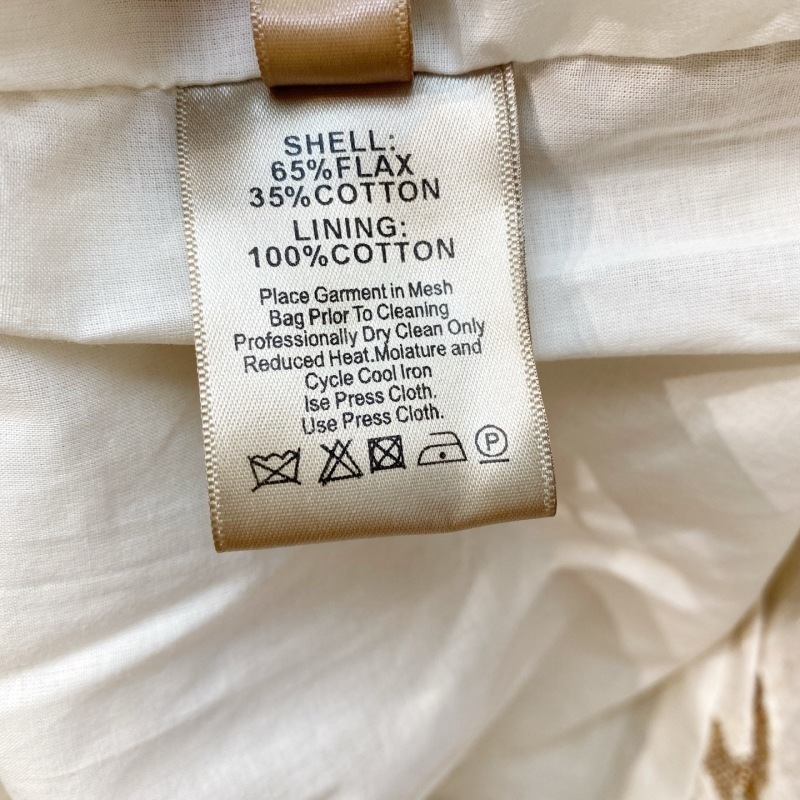 SHELL:
65%FLAX
35%COTTON
LINING:
100%COTTON
Place Garment in Mesh
Bag Prior To Cleaning
Professionally Dry Clean Only
Reduced Heat.Moiature and
Cycle Cool Iron
Ise Press Cloth.
Use Press Cloth.
P